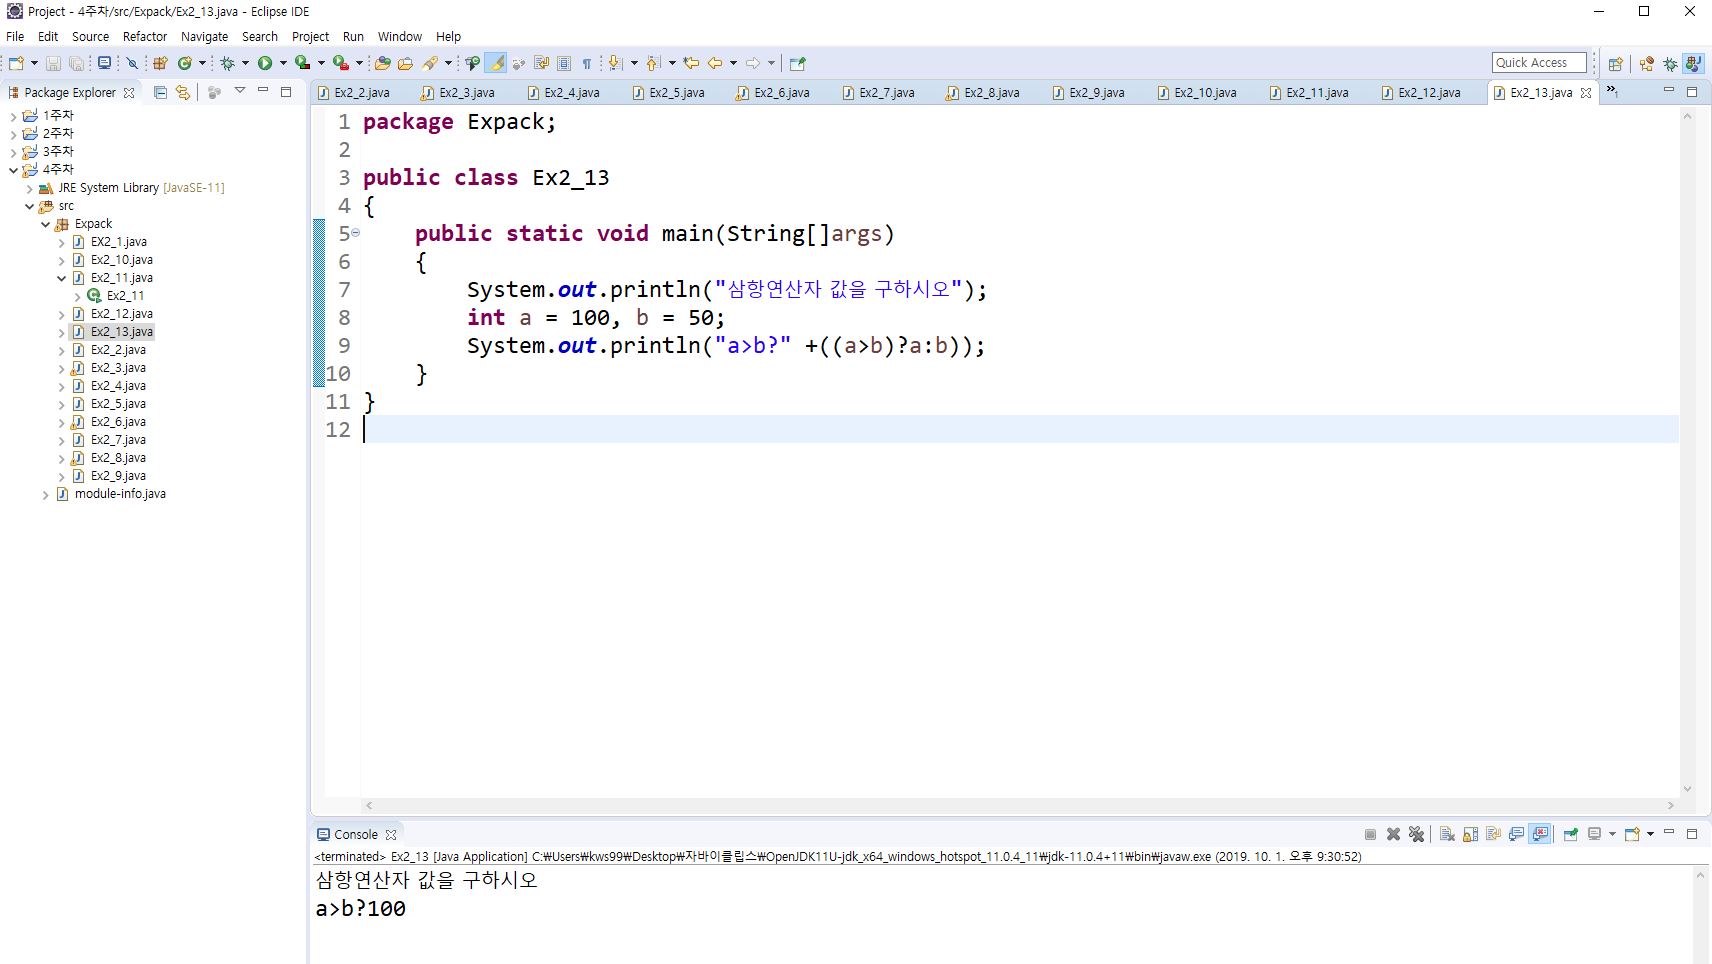 Project - 4주차/src/Expack/Ex2_13.java - Eclipse IDE
File Edit Source Refactor Navigate Search Project Run Window Help
Quick Access
Package Explorer
Ex2_2.java Ex2_3.java Ex2_4.java Ex2_5.java Ex2_6.java Ex2_7.java Ex2_8.java Ex2_9.java Ex2_10.java Ex2_11.java Ex2_12.java Ex2_13.java »1
1주차
2주차
3주차
4주차
JRE System Library [JavaSE-11]
src
Expack
EX2_1.java
Ex2_10.java
Ex2_11.java
Ex2_11
Ex2_12.java
Ex2_13.java
Ex2_2.java
Ex2_3.java
Ex2_4.java
Ex2_5.java
Ex2_6.java
Ex2_7.java
Ex2_8.java
Ex2_9.java
module-info.java
1 package Expack;
2
3 public class Ex2_13
4 {
5 public static void main(String[]args)
6 {
7 System.out.println("삼항연산자 값을 구하시오");
8 int a = 100, b = 50;
9 System.out.println("a>b?" +((a>b)?a:b));
10 }
11 }
12
Console
<terminated> Ex2_13 [Java Application] C:₩Users₩kws99₩Desktop₩자바이클립스₩OpenJDK11U-jdk_x64_windows_hotspot_11.0.4_11₩jdk-11.0.4+11₩bin₩javaw.exe (2019. 10. 1. 오후 9:30:52)
삼항연산자 값을 구하시오
a>b?100